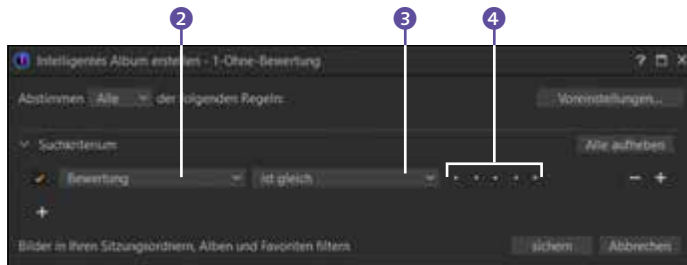 2 3 4
Intelligentes Album erstellen - 1-Ohne-Bewertung ?
Abstimmen Alle der folgenden Regeln: Voreinstellungen...
Suchkriterium Alle aufheben
Bewertung ist gleich
Bilder in Ihren Sitzungsordnern, Alben und Favoriten filtern sichern Abbrechen